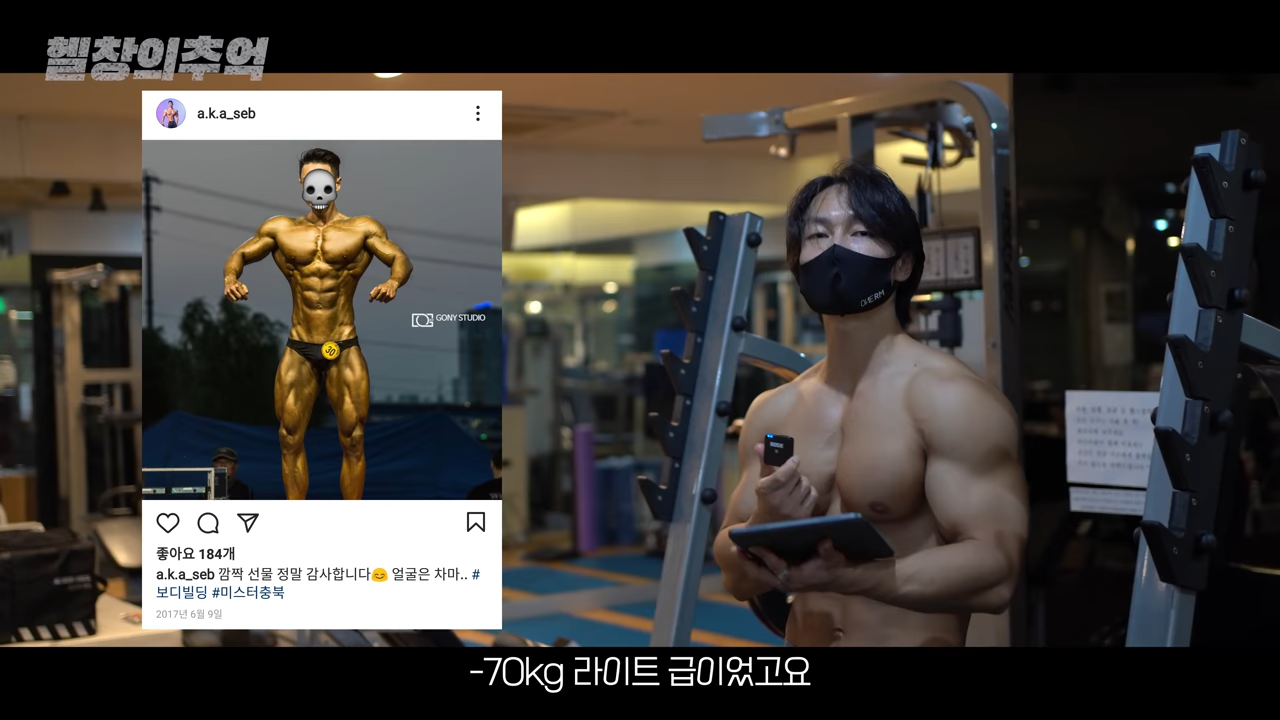 헬창의추억
a.k.a_seb
GONY STUDIO
30
좋아요 184개
a.k.a_seb 깜짝 선물 정말 감사합니다😊 얼굴은 차마.. #
보디빌딩 #미스터충북
2017년 6월 9일
-70kg 라이트 급이었고요